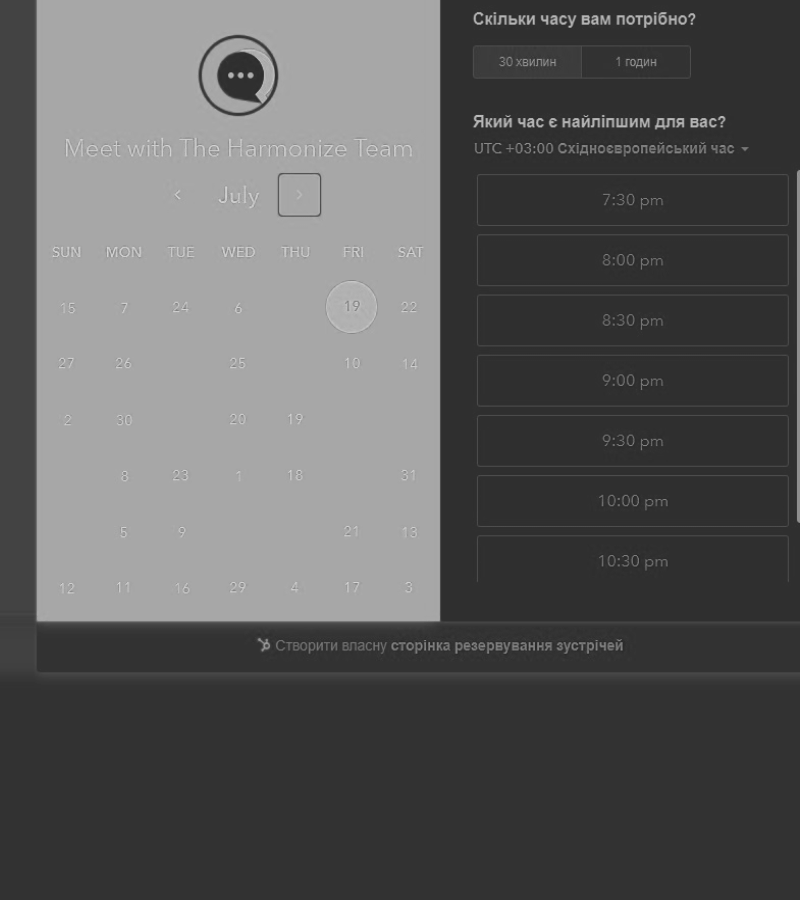 Meet with The Harmonize Team
July
SUN MON TUE WED THU FRI SAT
15 7 24 6 19 22
27 26 25 10 14
2 30 20 19
8 23 1 18 31
5 9 21 13
12 11 16 29 4 17 3
Скільки часу вам потрібно?
30 хвилин 1 годин
Який час є найліпшим для вас?
UTC +03:00 Східноєвропейський час
7:30 pm
8:00 pm
8:30 pm
9:00 pm
9:30 pm
10:00 pm
10:30 pm
Створити власну сторінка резервування зустрічей